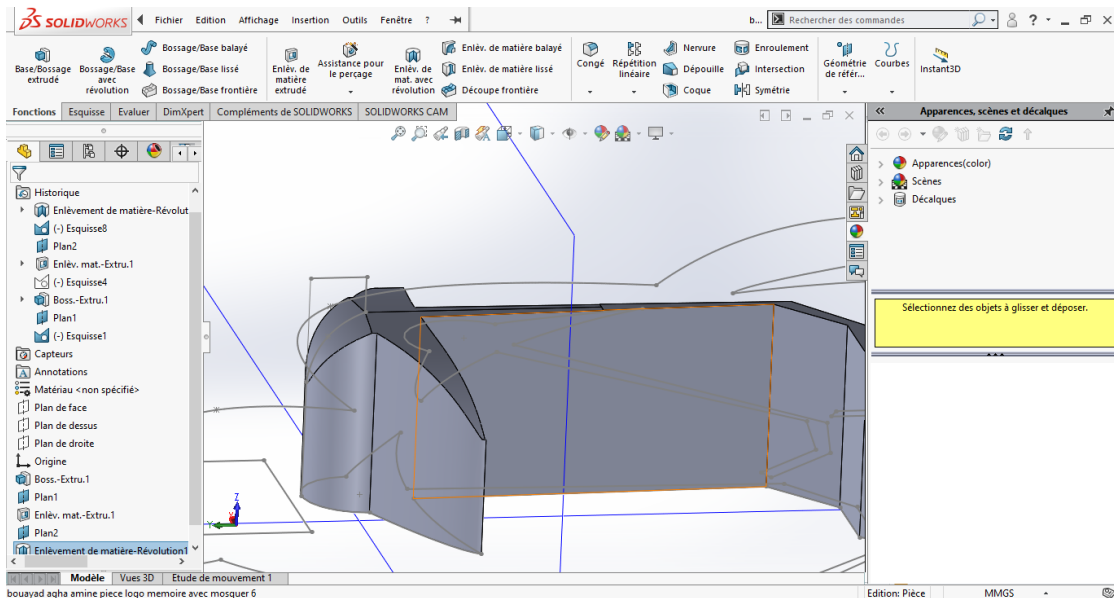 SOLIDWORKS
Fichier Edition Affichage Insertion Outils Fenêtre ?
b...
Rechercher des commandes
Base/Bossage extrudé
Bossage/Base avec révolution
Bossage/Base balayé
Bossage/Base lissé
Bossage/Base frontière
Enlèv. de matière extrudé
Assistance pour le perçage
Enlèv. de mat. avec révolution
Enlèv. de matière balayé
Enlèv. de matière lissé
Découpe frontière
Congé
Répétition linéaire
Nervure
Dépouille
Coque
Enroulement
Intersection
Symétrie
Géométrie de référ...
Courbes
Instant3D
Fonctions Esquisse Evaluer DimXpert Compléments de SOLIDWORKS SOLIDWORKS CAM
Historique
Enlèvement de matière-Révolut
(-) Esquisse8
Plan2
Enlèv. mat.-Extru.1
(-) Esquisse4
Boss.-Extru.1
Plan1
(-) Esquisse1
Capteurs
Annotations
Matériau <non spécifié>
Plan de face
Plan de dessus
Plan de droite
Origine
Boss.-Extru.1
Plan1
Enlèv. mat.-Extru.1
Plan2
Enlèvement de matière-Révolution1
Z
Y
Apparences, scènes et décalques
Apparences(color)
Scènes
Décalques
Sélectionnez des objets à glisser et déposer.
Modèle Vues 3D Etude de mouvement 1
bouayad agha amine piece logo memoire avec mosquer 6
Edition: Pièce
MMGS